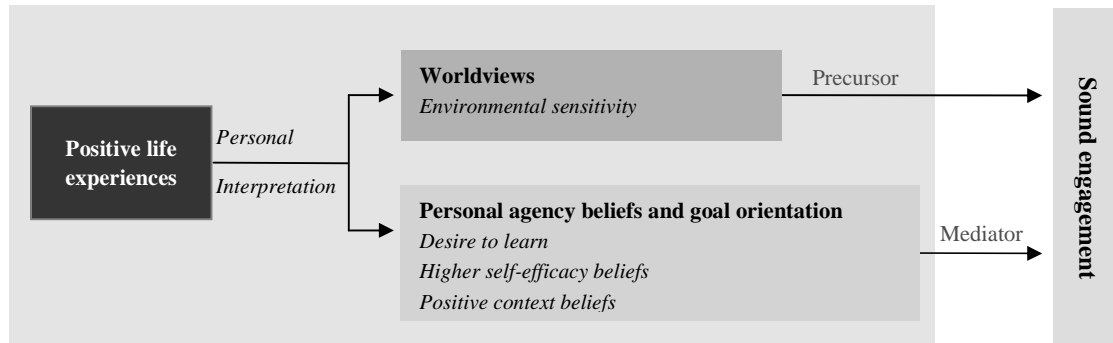 Positive life
experiences
Personal
Interpretation
Worldviews
Environmental sensitivity
Precursor
Personal agency beliefs and goal orientation
Desire to learn
Higher self-efficacy beliefs
Positive context beliefs
Mediator
Sound engagement